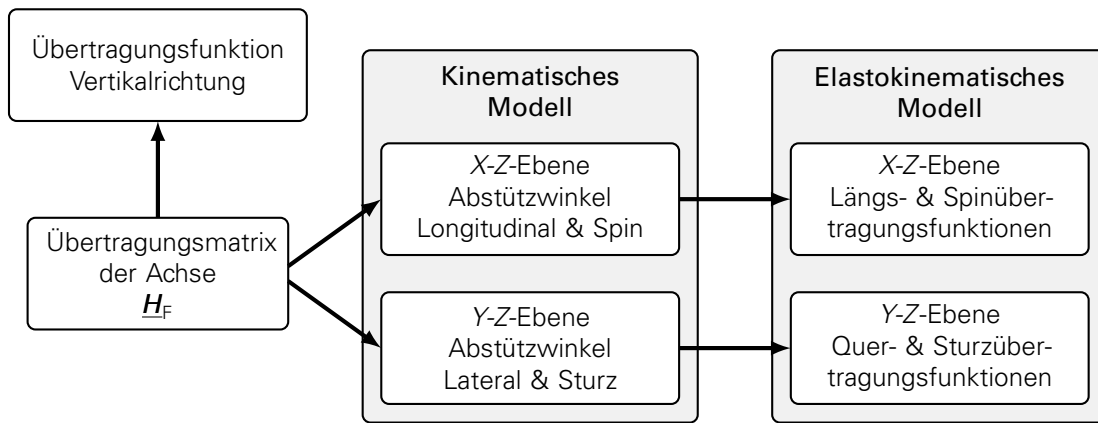 Übertragungsfunktion
Vertikalrichtung
Übertragungsmatrix
der Achse
H_F
Kinematisches
Modell
X-Z-Ebene
Abstützwinkel
Longitudinal & Spin
Y-Z-Ebene
Abstützwinkel
Lateral & Sturz
Elastokinematisches
Modell
X-Z-Ebene
Längs- & Spinüber-
tragungsfunktionen
Y-Z-Ebene
Quer- & Sturzüber-
tragungsfunktionen